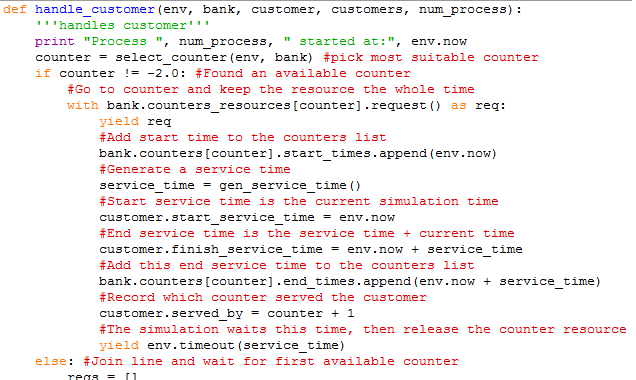 def handle_customer(env, bank, customer, customers, num_process):
    '''handles customer'''
    print "Process ", num_process, " started at:", env.now
    counter = select_counter(env, bank) #pick most suitable counter
    if counter != -2.0: #Found an available counter
        #Go to counter and keep the resource the whole time
        with bank.counters_resources[counter].request() as req:
            yield req
            #Add start time to the counters list
            bank.counters[counter].start_times.append(env.now)
            #Generate a service time
            service_time = gen_service_time()
            #Start service time is the current simulation time
            customer.start_service_time = env.now
            #End service time is the service time + current time
            customer.finish_service_time = env.now + service_time
            #Add this end service time to the counters list
            bank.counters[counter].end_times.append(env.now + service_time)
            #Record which counter served the customer
            customer.served_by = counter + 1
            #The simulation waits this time, then release the counter resource
            yield env.timeout(service_time)
    else: #Join line and wait for first available counter
        reqs = []